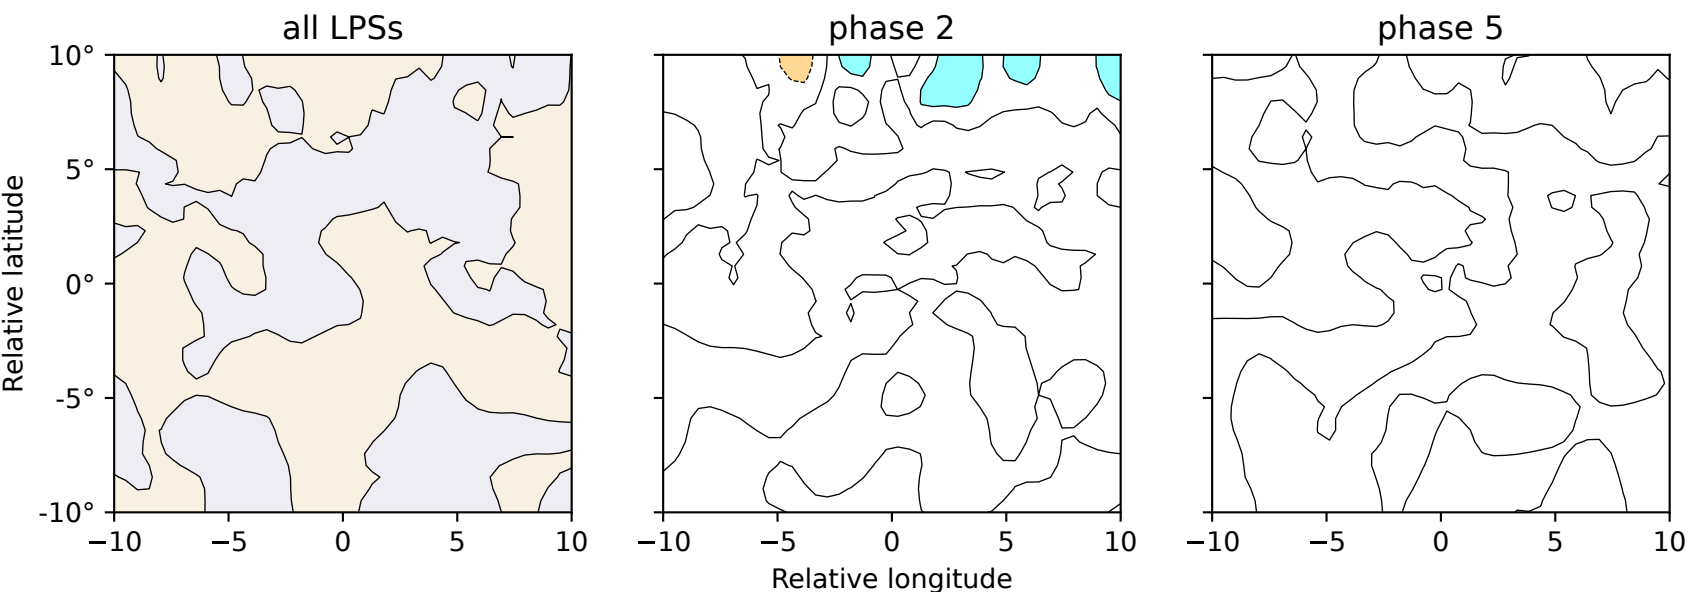 all LPSs phase 2 phase 5
Relative latitude
10°
5°
0°
-5°
-10°
−10 −5 0 5 10 −10 −5 0 5 10 −10 −5 0 5 10
Relative longitude